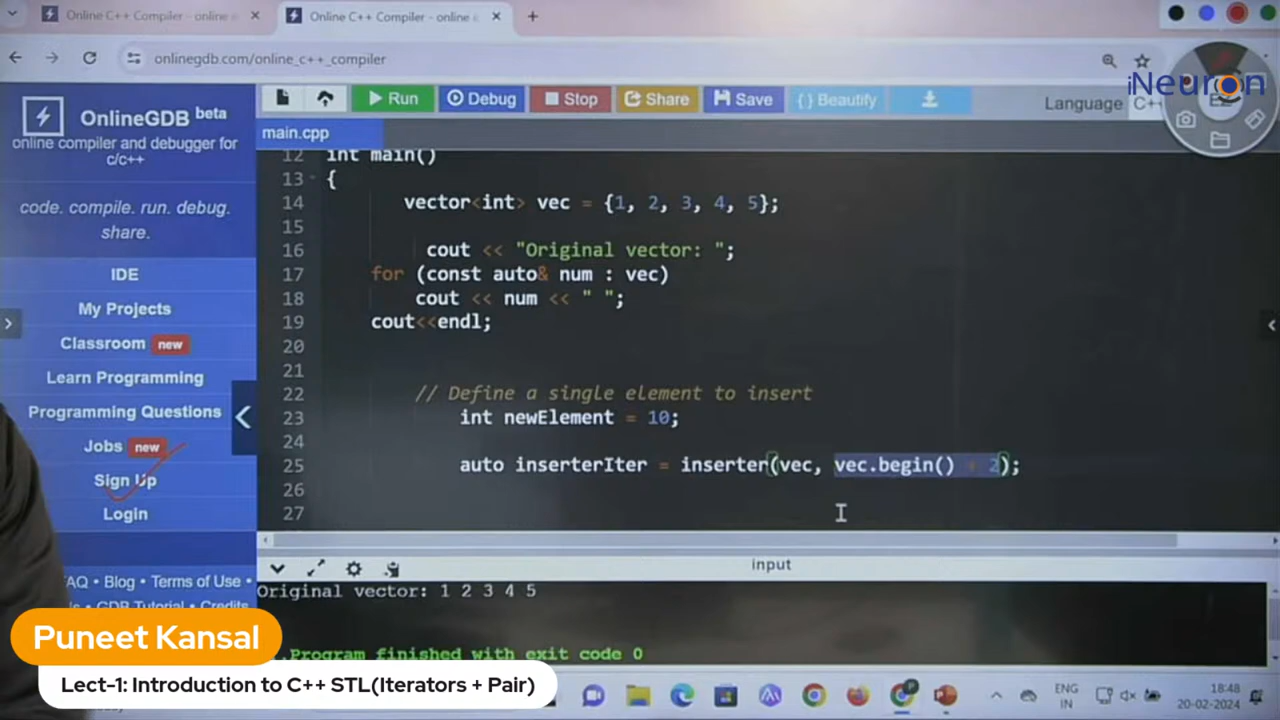 Online C++ Compiler - online e
Online C++ Compiler - online e
onlinegdb.com/online_c++_compiler
iNeuron
OnlineGDB beta
online compiler and debugger for
c/c++
code. compile. run. debug.
share.
IDE
My Projects
Classroom new
Learn Programming
Programming Questions
Jobs new
Sign Up
Login
FAQ • Blog • Terms of Use •
GDB Tutorial • Credits
Run
Debug
Stop
Share
Save
{ } Beautify
Language C++
main.cpp
12 int main()
13 {
14 vector<int> vec = {1, 2, 3, 4, 5};
15
16 cout << "Original vector: ";
17 for (const auto& num : vec)
18 cout << num << " ";
19 cout<<endl;
20
21
22 // Define a single element to insert
23 int newElement = 10;
24
25 auto inserterIter = inserter(vec, vec.begin() + 2);
26
27
input
Original vector: 1 2 3 4 5
.Program finished with exit code 0
Puneet Kansal
Lect-1: Introduction to C++ STL(Iterators + Pair)
ENG
IN
18:48
20-02-2024